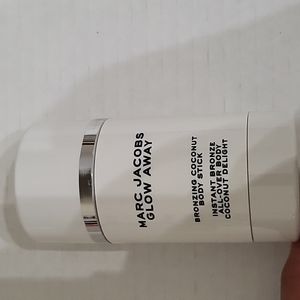 MARC JACOBS
GLOW AWAY
BRONZING COCONUT
BODY STICK
INSTANT BRONZE
ALL-OVER BODY
COCONUT DELIGHT